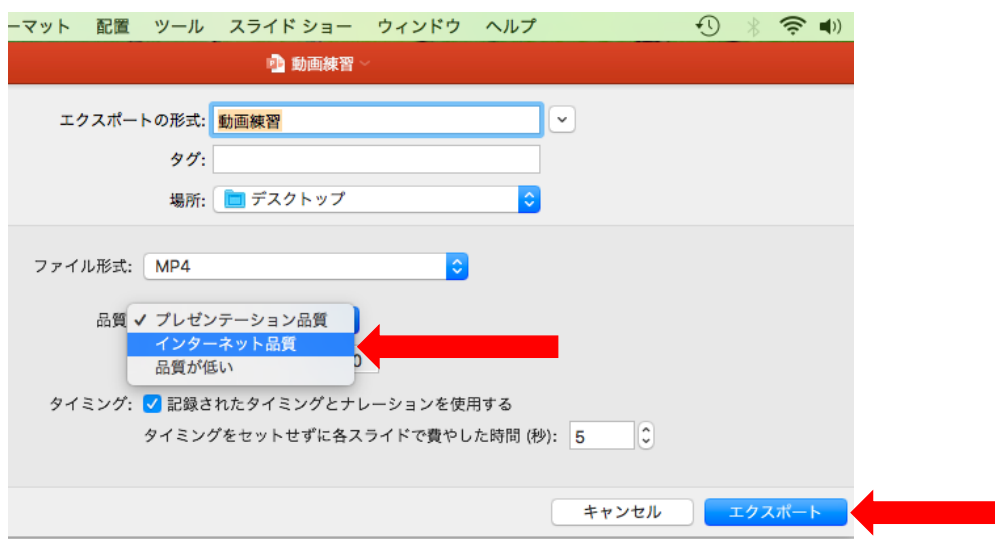 ーマット 配置 ツール スライド ショー ウィンドウ ヘルプ
動画練習
エクスポートの形式: 動画練習
タグ:
場所: デスクトップ
ファイル形式: MP4
品質 ✓ プレゼンテーション品質
インターネット品質
0
品質が低い
タイミング: 記録されたタイミングとナレーションを使用する
タイミングをセットせずに各スライドで費やした時間 (秒): 5
キャンセル エクスポート